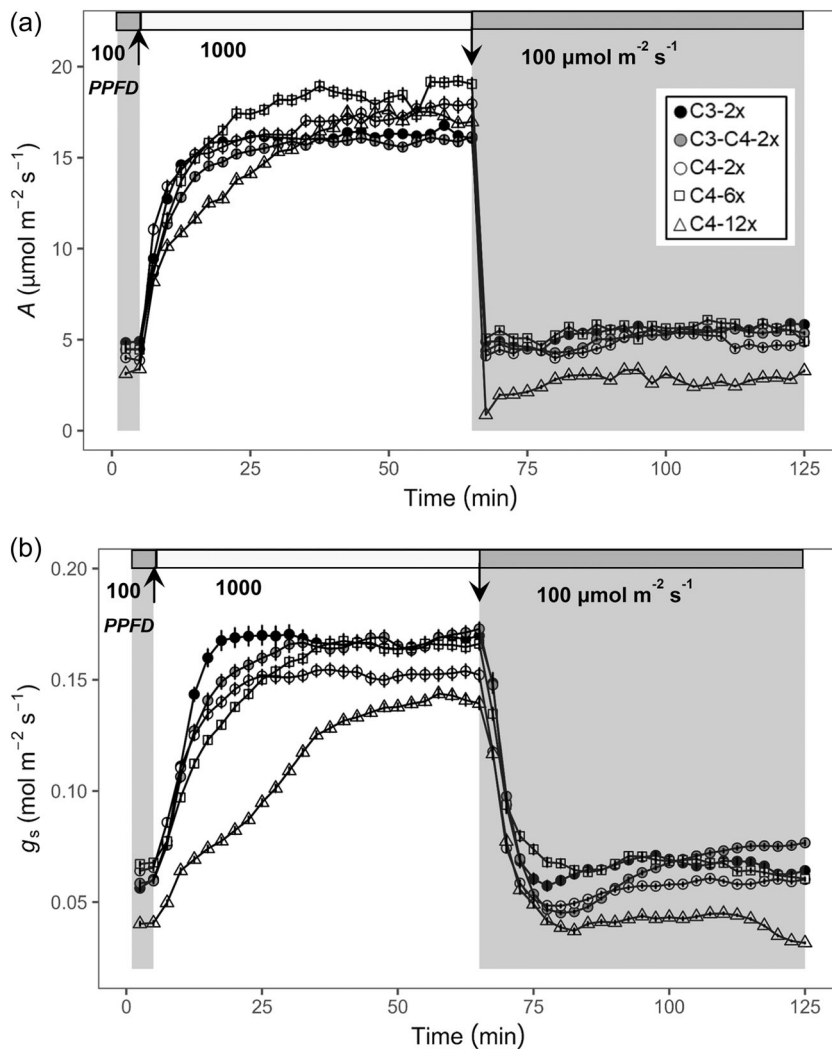 (a)
100
1000
100 µmol m⁻² s⁻¹
PPFD
20
15
10
5
0
A (µmol m⁻² s⁻¹)
C3-2x
C3-C4-2x
C4-2x
C4-6x
C4-12x
0 25 50 75 100 125
Time (min)
(b)
100
1000
100 µmol m⁻² s⁻¹
PPFD
0.20
0.15
0.10
0.05
gs (mol m⁻² s⁻¹)
0 25 50 75 100 125
Time (min)